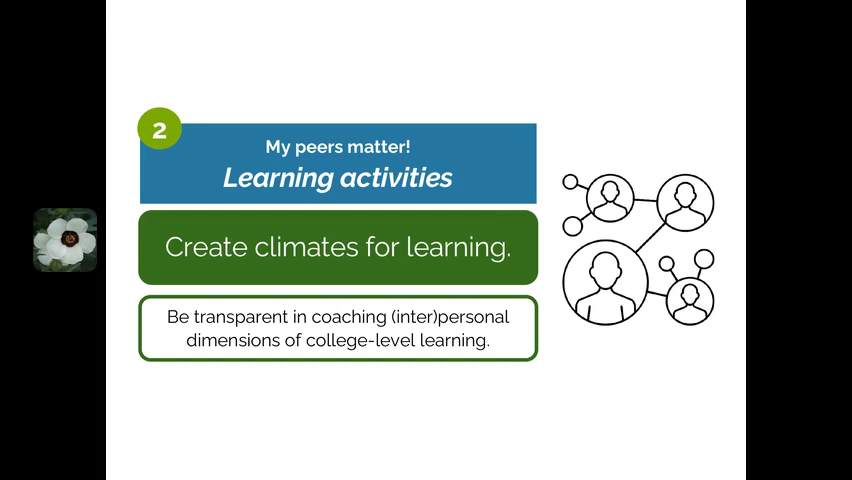 2
My peers matter!
Learning activities
Create climates for learning.
Be transparent in coaching (inter)personal
dimensions of college-level learning.